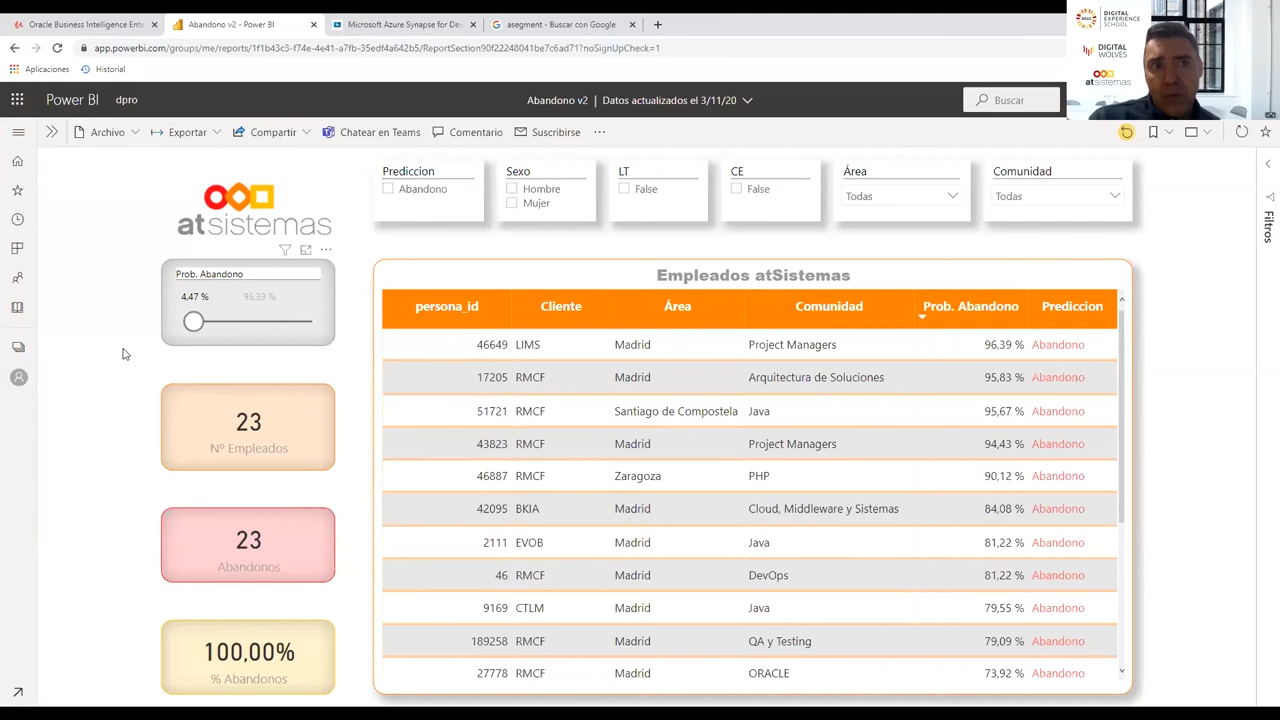 Oracle Business Intelligence Ente
Abandono v2 - Power BI
Microsoft Azure Synapse for De
asegment - Buscar con Google
app.powerbi.com/groups/me/reports/1f1b43c3-f74e-4e41-a7fb-35edf4a642b5/ReportSection90f22248041be7c6ad71?noSignUpCheck=1
Aplicaciones
Historial
DIGITAL EXPERIENCE SCHOOL
DIGITAL WOLVES
atsistemas
Power BI
dpro
Abandono v2 | Datos actualizados el 3/11/20
Buscar
Archivo
Exportar
Compartir
Chatear en Teams
Comentario
Suscribirse
Prediccion
Abandono
Sexo
Hombre
Mujer
LT
False
CE
False
Área
Todas
Comunidad
Todas
Filtros
atsistemas
Prob. Abandono
4,47 %
96,39 %
23
Nº Empleados
23
Abandonos
100,00%
% Abandonos
Empleados atSistemas
persona_id Cliente Área Comunidad Prob. Abandono Prediccion
46649 LIMS Madrid Project Managers 96,39 % Abandono
17205 RMCF Madrid Arquitectura de Soluciones 95,83 % Abandono
51721 RMCF Santiago de Compostela Java 95,67 % Abandono
43823 RMCF Madrid Project Managers 94,43 % Abandono
46887 RMCF Zaragoza PHP 90,12 % Abandono
42095 BKIA Madrid Cloud, Middleware y Sistemas 84,08 % Abandono
2111 EVOB Madrid Java 81,22 % Abandono
46 RMCF Madrid DevOps 81,22 % Abandono
9169 CTLM Madrid Java 79,55 % Abandono
189258 RMCF Madrid QA y Testing 79,09 % Abandono
27778 RMCF Madrid ORACLE 73,92 % Abandono